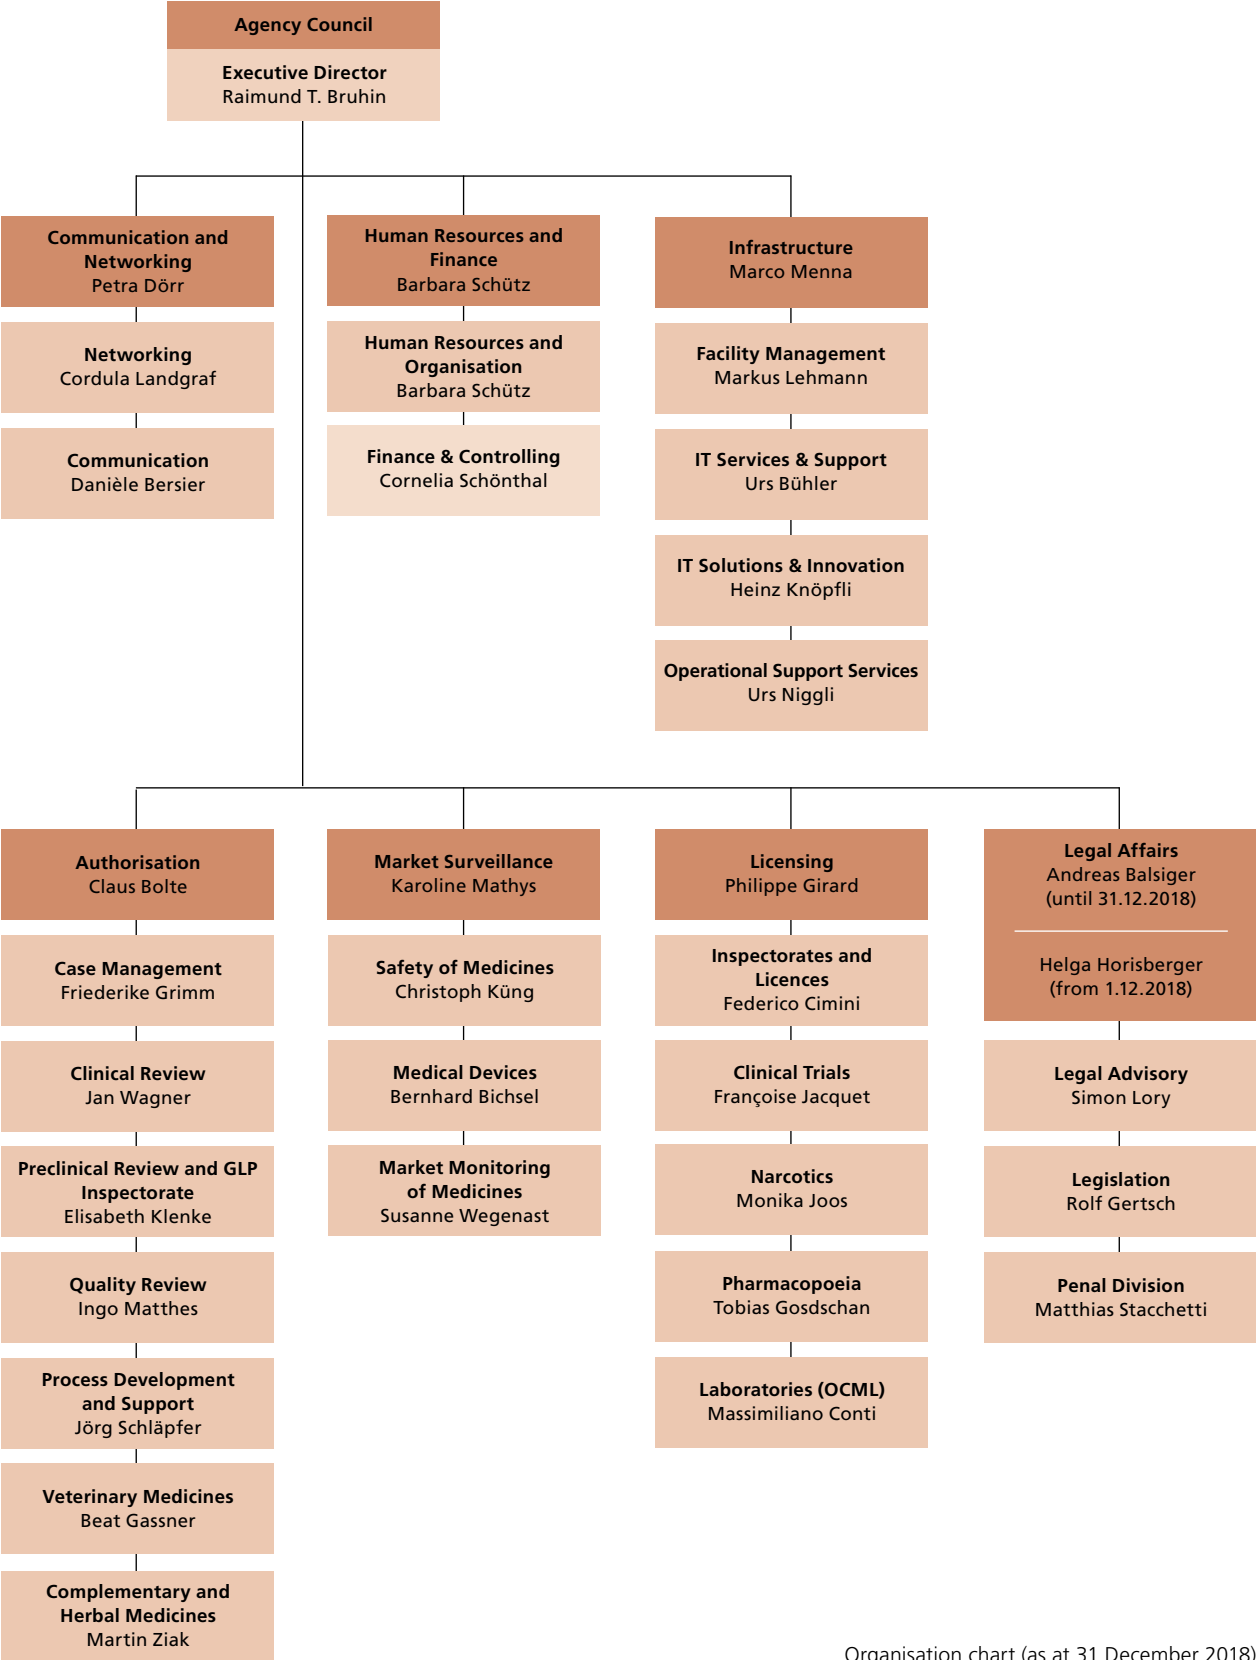 Agency Council
Executive Director
Raimund T. Bruhin
Communication and
Networking
Petra Dörr
Networking
Cordula Landgraf
Communication
Danièle Bersier
Human Resources and
Finance
Barbara Schütz
Human Resources and
Organisation
Barbara Schütz
Finance & Controlling
Cornelia Schönthal
Infrastructure
Marco Menna
Facility Management
Markus Lehmann
IT Services & Support
Urs Bühler
IT Solutions & Innovation
Heinz Knöpfli
Operational Support Services
Urs Niggli
Authorisation
Claus Bolte
Case Management
Friederike Grimm
Clinical Review
Jan Wagner
Preclinical Review and GLP
Inspectorate
Elisabeth Klenke
Quality Review
Ingo Matthes
Process Development
and Support
Jörg Schläpfer
Veterinary Medicines
Beat Gassner
Complementary and
Herbal Medicines
Martin Ziak
Market Surveillance
Karoline Mathys
Safety of Medicines
Christoph Küng
Medical Devices
Bernhard Bichsel
Market Monitoring
of Medicines
Susanne Wegenast
Licensing
Philippe Girard
Inspectorates and
Licences
Federico Cimini
Clinical Trials
Françoise Jacquet
Narcotics
Monika Joos
Pharmacopoeia
Tobias Gosdschan
Laboratories (OCML)
Massimiliano Conti
Legal Affairs
Andreas Balsiger
(until 31.12.2018)
Helga Horisberger
(from 1.12.2018)
Legal Advisory
Simon Lory
Legislation
Rolf Gertsch
Penal Division
Matthias Stacchetti
Organisation chart (as at 31 December 2018)